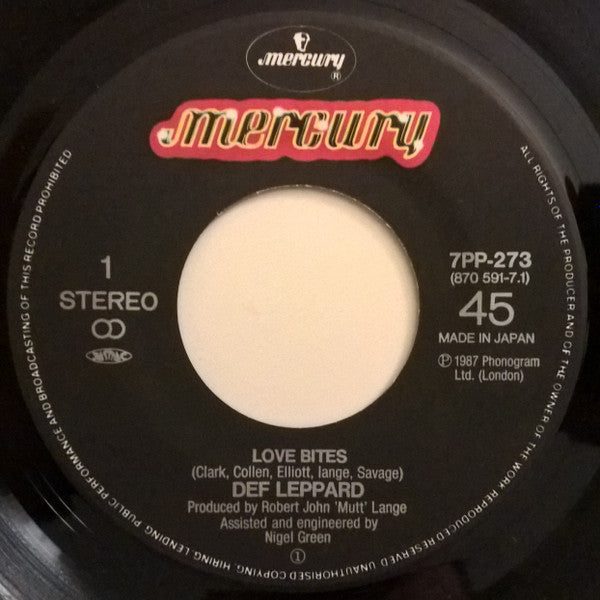 mercury
®
mercury
1
STEREO
7PP-273
(870 591-7.1)
45
MADE IN JAPAN
℗ 1987 Phonogram
Ltd. (London)
LOVE BITES
(Clark, Collen, Elliott, lange, Savage)
DEF LEPPARD
Produced by Robert John 'Mutt' Lange
Assisted and engineered by
Nigel Green
①
ALL RIGHTS OF THE PRODUCER AND OF THE OWNER OF THE WORK REPRODUCED RESERVED UNAUTHORISED COPYING, HIRING, LENDING, PUBLIC PERFORMANCE AND BROADCASTING OF THIS RECORD PROHIBITED